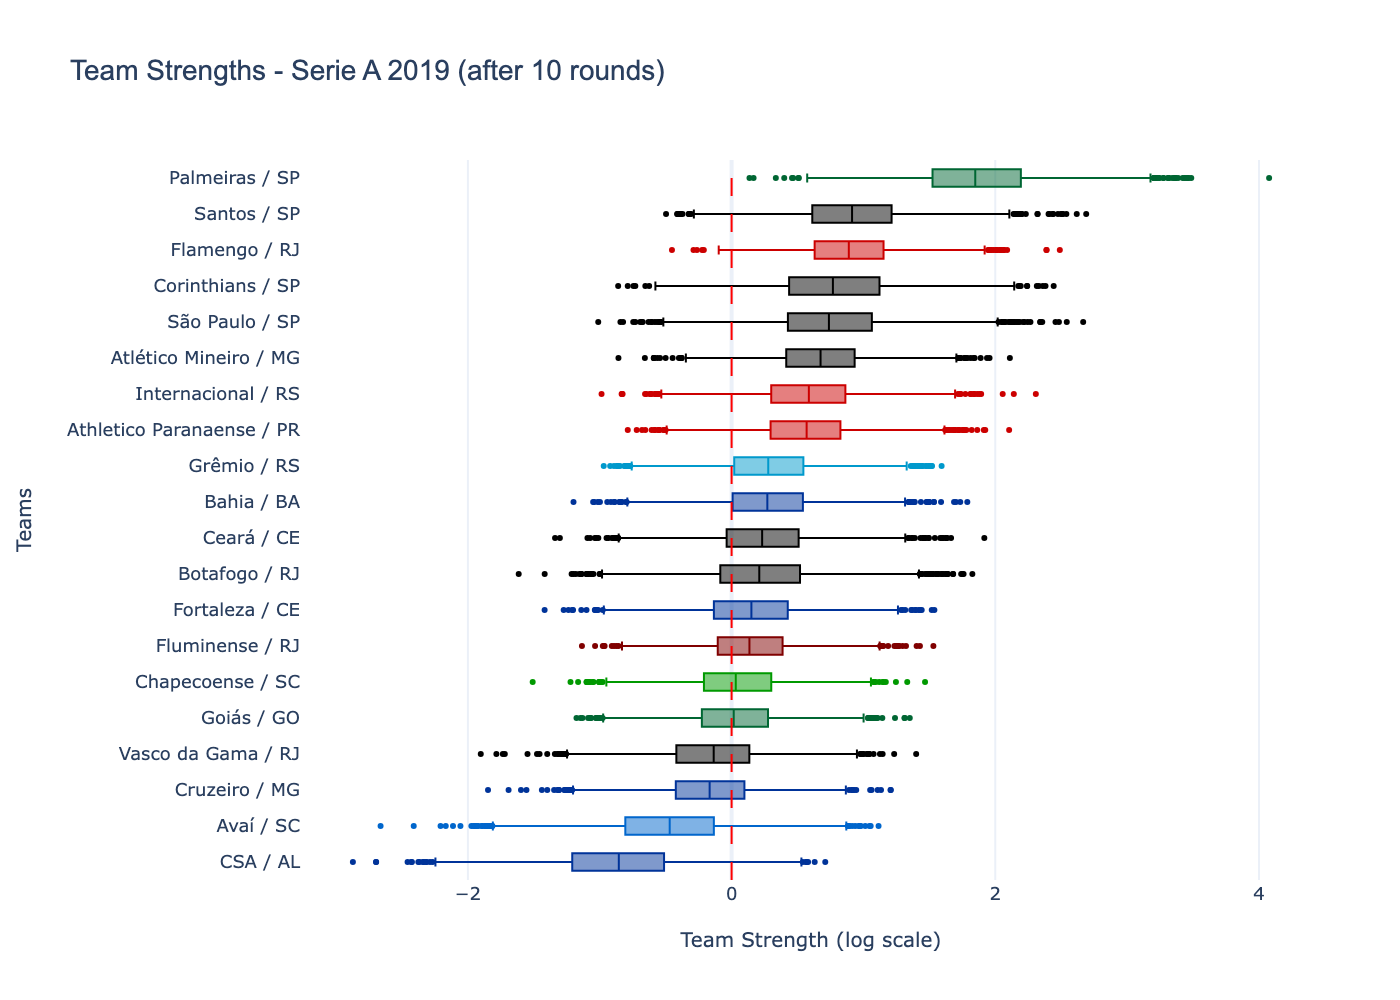 Team Strengths - Serie A 2019 (after 10 rounds)
Palmeiras / SP
Santos / SP
Flamengo / RJ
Corinthians / SP
São Paulo / SP
Atlético Mineiro / MG
Internacional / RS
Athletico Paranaense / PR
Grêmio / RS
Bahia / BA
Ceará / CE
Botafogo / RJ
Fortaleza / CE
Fluminense / RJ
Chapecoense / SC
Goiás / GO
Vasco da Gama / RJ
Cruzeiro / MG
Avaí / SC
CSA / AL
Teams
−2 0 2 4
Team Strength (log scale)